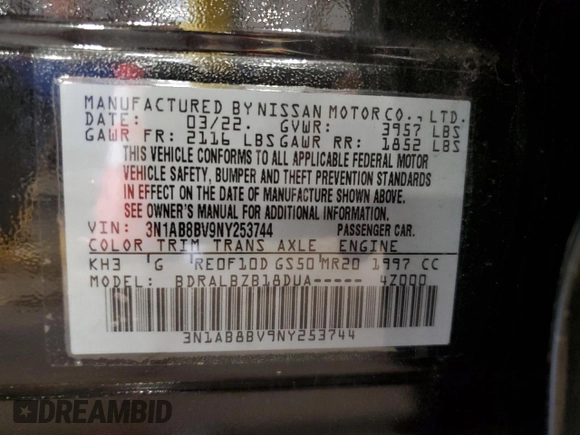 MANUFACTURED BY NISSAN MOTOR CO., LTD.
DATE: 03/22. GVWR: 3957 LBS
GAWR FR: 2116 LBS GAWR RR: 1852 LBS
THIS VEHICLE CONFORMS TO ALL APPLICABLE FEDERAL MOTOR
VEHICLE SAFETY, BUMPER AND THEFT PREVENTION STANDARDS
IN EFFECT ON THE DATE OF MANUFACTURE SHOWN ABOVE.
SEE OWNER'S MANUAL FOR ADDITIONAL INFORMATION.
VIN: 3N1AB8BV9NY253744 PASSENGER CAR.
COLOR TRIM TRANS AXLE ENGINE
KH3 'G 'RE0F10D GS50'MR20 1997 CC
MODEL: BDRALBZB18DUA----- 4Z000
3N1AB8BV9NY253744
DREAMBID